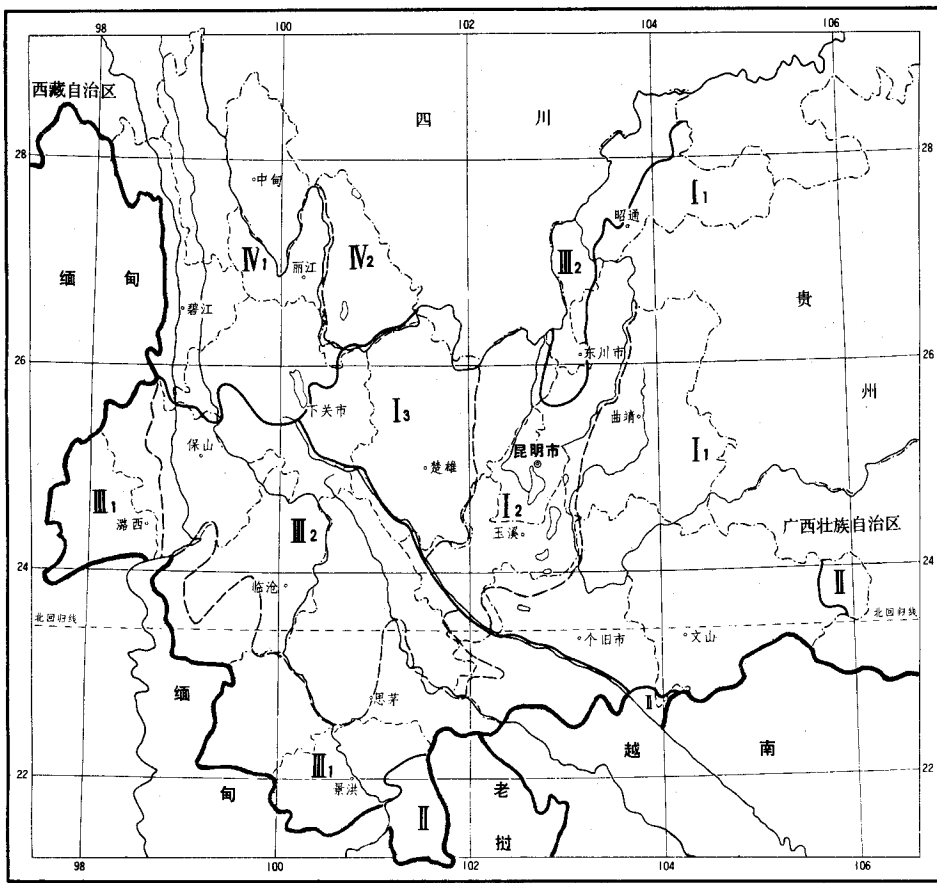 98 100 102 104 106
西藏自治区
四 川
28 28
中甸
Ⅰ1
昭通
Ⅳ1 Ⅳ2 Ⅲ2
丽江
缅 甸
碧江
贵
26 26
东川市
下关市
Ⅰ3
州
曲靖
保山
昆明市
楚雄
Ⅰ1
Ⅲ1
潞西
Ⅲ2
Ⅰ2
玉溪
广西壮族自治区
24 24
临沧
Ⅱ
北回归线 北回归线
个旧市 文山
缅
思茅
Ⅱ
越 南
22 22
Ⅲ1
景洪
甸
Ⅱ
老
挝
98 100 102 104 106